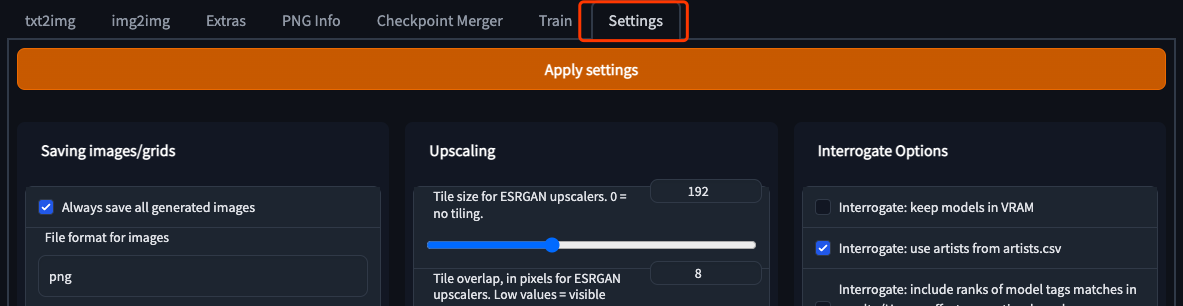 txt2img img2img Extras PNG Info Checkpoint Merger Train Settings
Apply settings
Saving images/grids
Always save all generated images
File format for images
png
Upscaling
Tile size for ESRGAN upscalers. 0 =
no tiling.
192
Tile overlap, in pixels for ESRGAN
upscalers. Low values = visible
8
Interrogate Options
Interrogate: keep models in VRAM
Interrogate: use artists from artists.csv
Interrogate: include ranks of model tags matches in